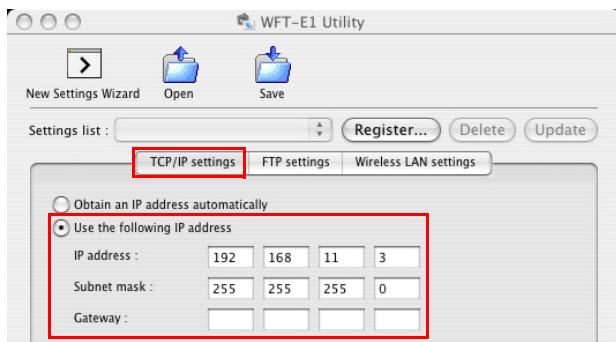 WFT-E1 Utility
New Settings Wizard Open Save
Settings list : Register... Delete Update
TCP/IP settings FTP settings Wireless LAN settings
Obtain an IP address automatically
Use the following IP address
IP address : 192 168 11 3
Subnet mask : 255 255 255 0
Gateway :